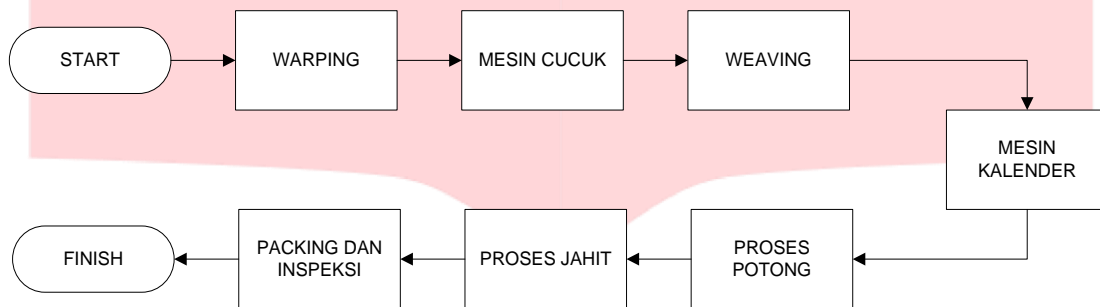 START
WARPING
MESIN CUCUK
WEAVING
MESIN
KALENDER
PROSES
POTONG
PROSES JAHIT
PACKING DAN
INSPEKSI
FINISH